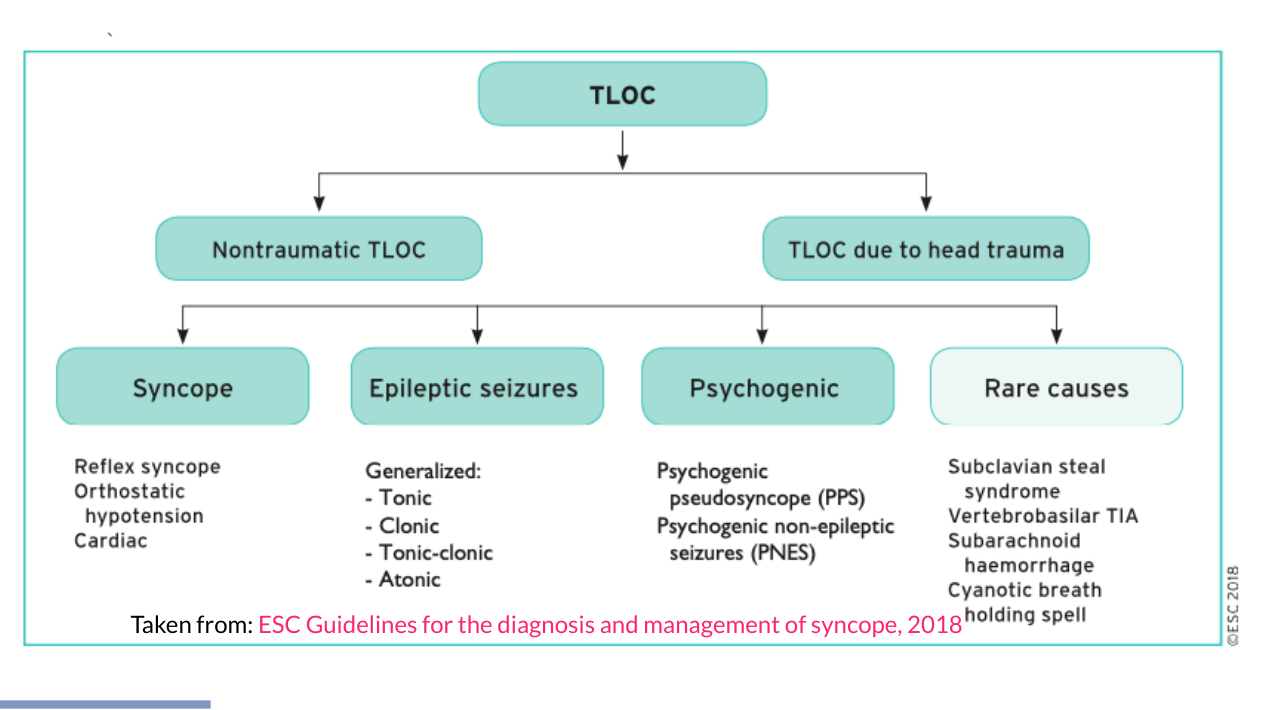 `
TLOC
Nontraumatic TLOC
TLOC due to head trauma
Syncope
Epileptic seizures
Psychogenic
Rare causes
Reflex syncope
Orthostatic
hypotension
Cardiac
Generalized:
- Tonic
- Clonic
- Tonic-clonic
- Atonic
Psychogenic
pseudosyncope (PPS)
Psychogenic non-epileptic
seizures (PNES)
Subclavian steal
syndrome
Vertebrobasilar TIA
Subarachnoid
haemorrhage
Cyanotic breath
holding spell
Taken from: ESC Guidelines for the diagnosis and management of syncope, 2018
©ESC 2018